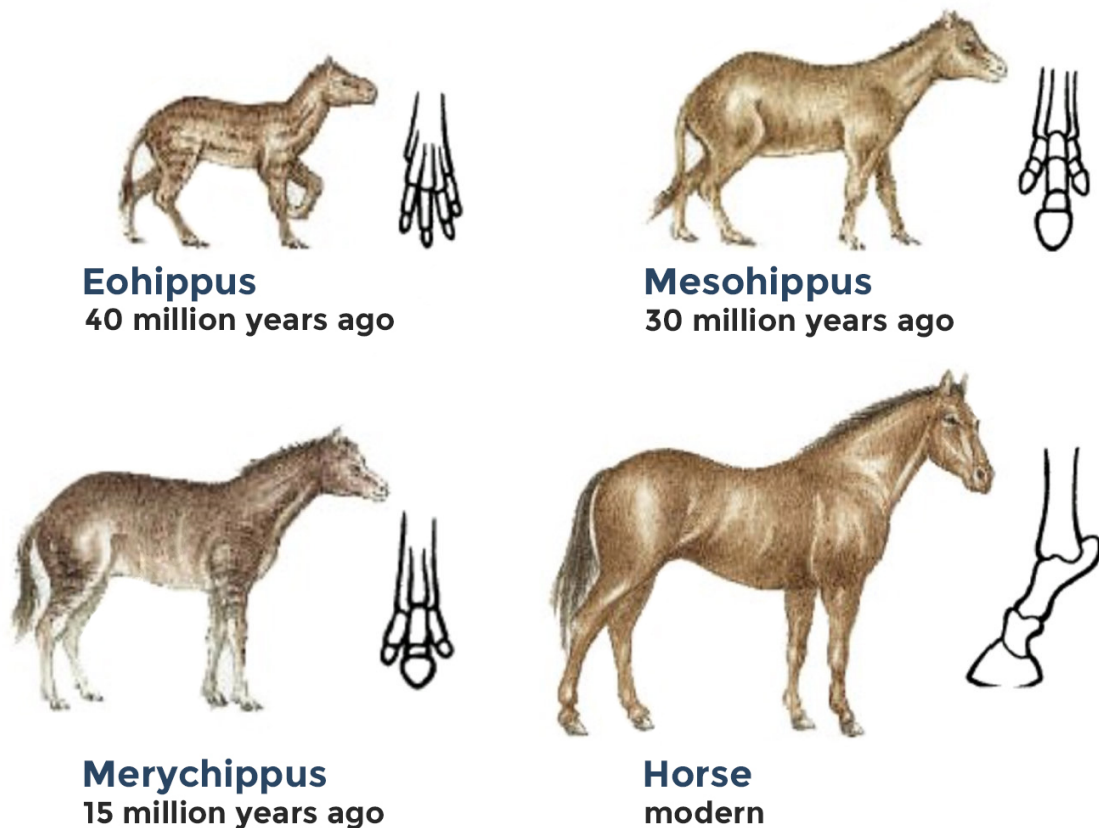 Eohippus
40 million years ago
Mesohippus
30 million years ago
Merychippus
15 million years ago
Horse
modern